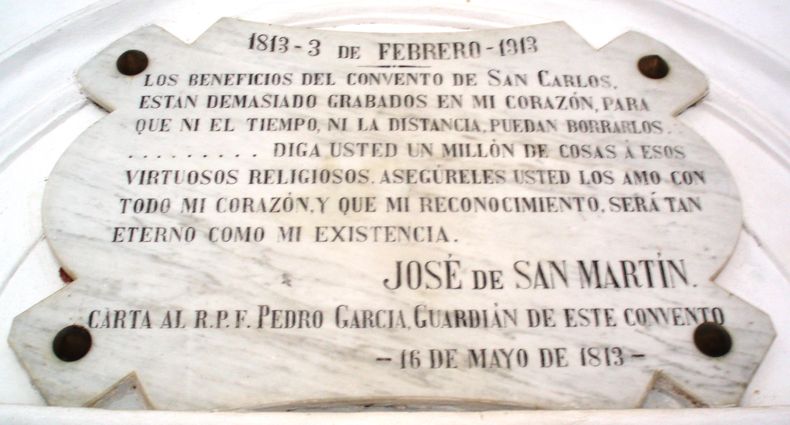 1813-3 DE FEBRERO-1913
LOS BENEFICIOS DEL CONVENTO DE SAN CARLOS,
ESTÁN DEMASIADO GRABADOS EN MI CORAZÓN, PARA
QUE NI EL TIEMPO, NI LA DISTANCIA, PUEDAN BORRARLOS.
.......... DIGA USTED UN MILLÓN DE COSAS Á ESOS
VIRTUOSOS RELIGIOSOS. ASEGÚRELES USTED LOS AMO CON
TODO MI CORAZÓN, Y QUE MI RECONOCIMIENTO, SERÁ TAN
ETERNO COMO MI EXISTENCIA.
JOSÉ DE SAN MARTÍN.
CARTA AL R.P.F. PEDRO GARCIA, GUARDIÁN DE ESTE CONVENTO
-16 DE MAYO DE 1813-